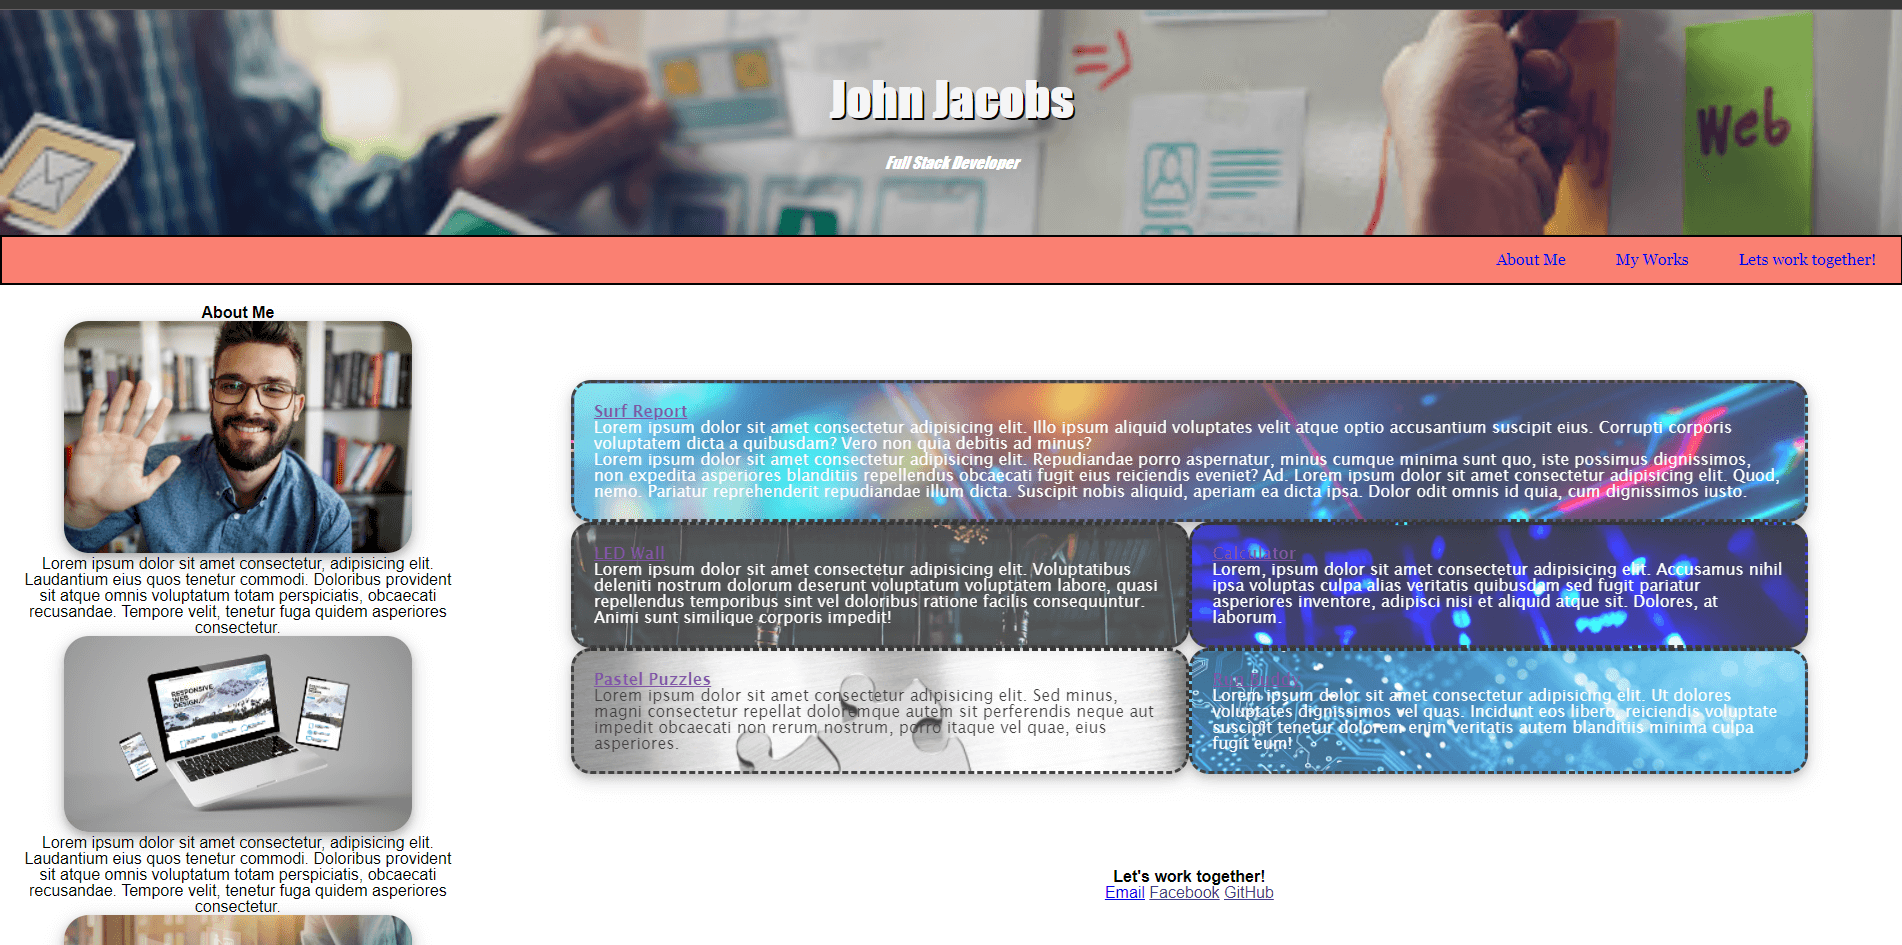 John Jacobs
Full Stack Developer
Web
About Me
My Works
Lets work together!
About Me
Lorem ipsum dolor sit amet consectetur, adipisicing elit.
Laudantium eius quos tenetur commodi. Doloribus provident
sit atque omnis voluptatum totam perspiciatis, obcaecati
recusandae. Tempore velit, tenetur fuga quidem asperiores
consectetur.
RESPONSIVE
WEB
DESIGN
Lorem ipsum dolor sit amet consectetur, adipisicing elit.
Laudantium eius quos tenetur commodi. Doloribus provident
sit atque omnis voluptatum totam perspiciatis, obcaecati
recusandae. Tempore velit, tenetur fuga quidem asperiores
consectetur.
Surf Report
Lorem ipsum dolor sit amet consectetur adipisicing elit. Illo ipsum aliquid voluptates velit atque optio accusantium suscipit eius. Corrupti corporis
voluptatem dicta a quibusdam? Vero non quia debitis ad minus?
Lorem ipsum dolor sit amet consectetur adipisicing elit. Repudiandae porro aspernatur, minus cumque minima sunt quo, iste possimus dignissimos,
non expedita asperiores blanditiis repellendus obcaecati fugit eius reiciendis eveniet? Ad. Lorem ipsum dolor sit amet consectetur adipisicing elit. Quod,
nemo. Pariatur reprehenderit repudiandae illum dicta. Suscipit nobis aliquid, aperiam ea dicta ipsa. Dolor odit omnis id quia, cum dignissimos iusto.
LED Wall
Lorem ipsum dolor sit amet consectetur adipisicing elit. Voluptatibus
deleniti nostrum dolorum deserunt voluptatum voluptatem labore, quasi
repellendus temporibus sint vel doloribus ratione facilis consequuntur.
Animi sunt similique corporis impedit!
Calculator
Lorem, ipsum dolor sit amet consectetur adipisicing elit. Accusamus nihil
ipsa voluptas culpa alias veritatis quibusdam sed fugit pariatur
asperiores inventore, adipisci nisi et aliquid atque sit. Dolores, at
laborum.
Pastel Puzzles
Lorem ipsum dolor sit amet consectetur adipisicing elit. Sed minus,
magni consectetur repellat doloremque autem sit perferendis neque aut
impedit obcaecati non rerum nostrum, porro itaque vel quae, eius
asperiores.
Lorem ipsum dolor sit amet consectetur adipisicing elit. Ut dolores
voluptates dignissimos vel quas. Incidunt eos libero, reiciendis voluptate
suscipit tenetur dolorem enim veritatis autem blanditiis minima culpa
fugit eum!
Let's work together!
Email Facebook GitHub